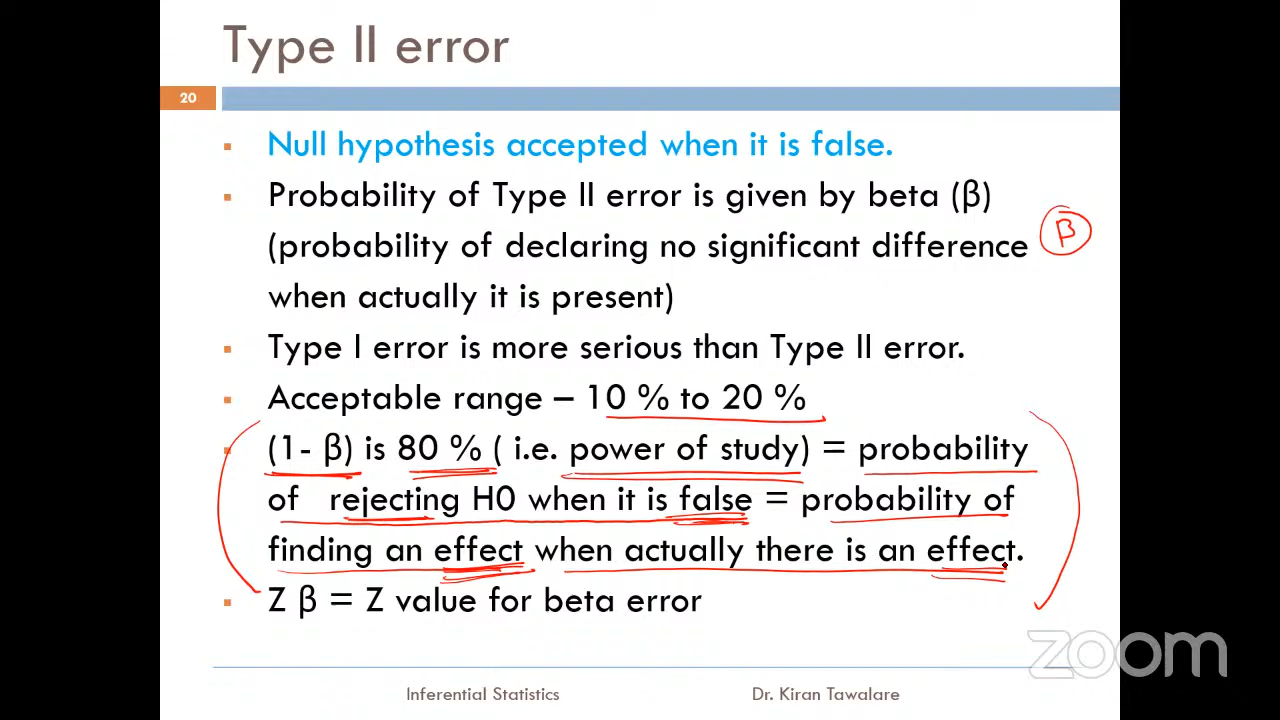 Type II error
20
▪ Null hypothesis accepted when it is false.
▪ Probability of Type II error is given by beta (β)
(probability of declaring no significant difference
β
when actually it is present)
▪ Type I error is more serious than Type II error.
▪ Acceptable range – 10 % to 20 %
▪ (1- β) is 80 % ( i.e. power of study) = probability
of rejecting H0 when it is false = probability of
finding an effect when actually there is an effect.
▪ Z β = Z value for beta error
zoom
Inferential Statistics Dr. Kiran Tawalare